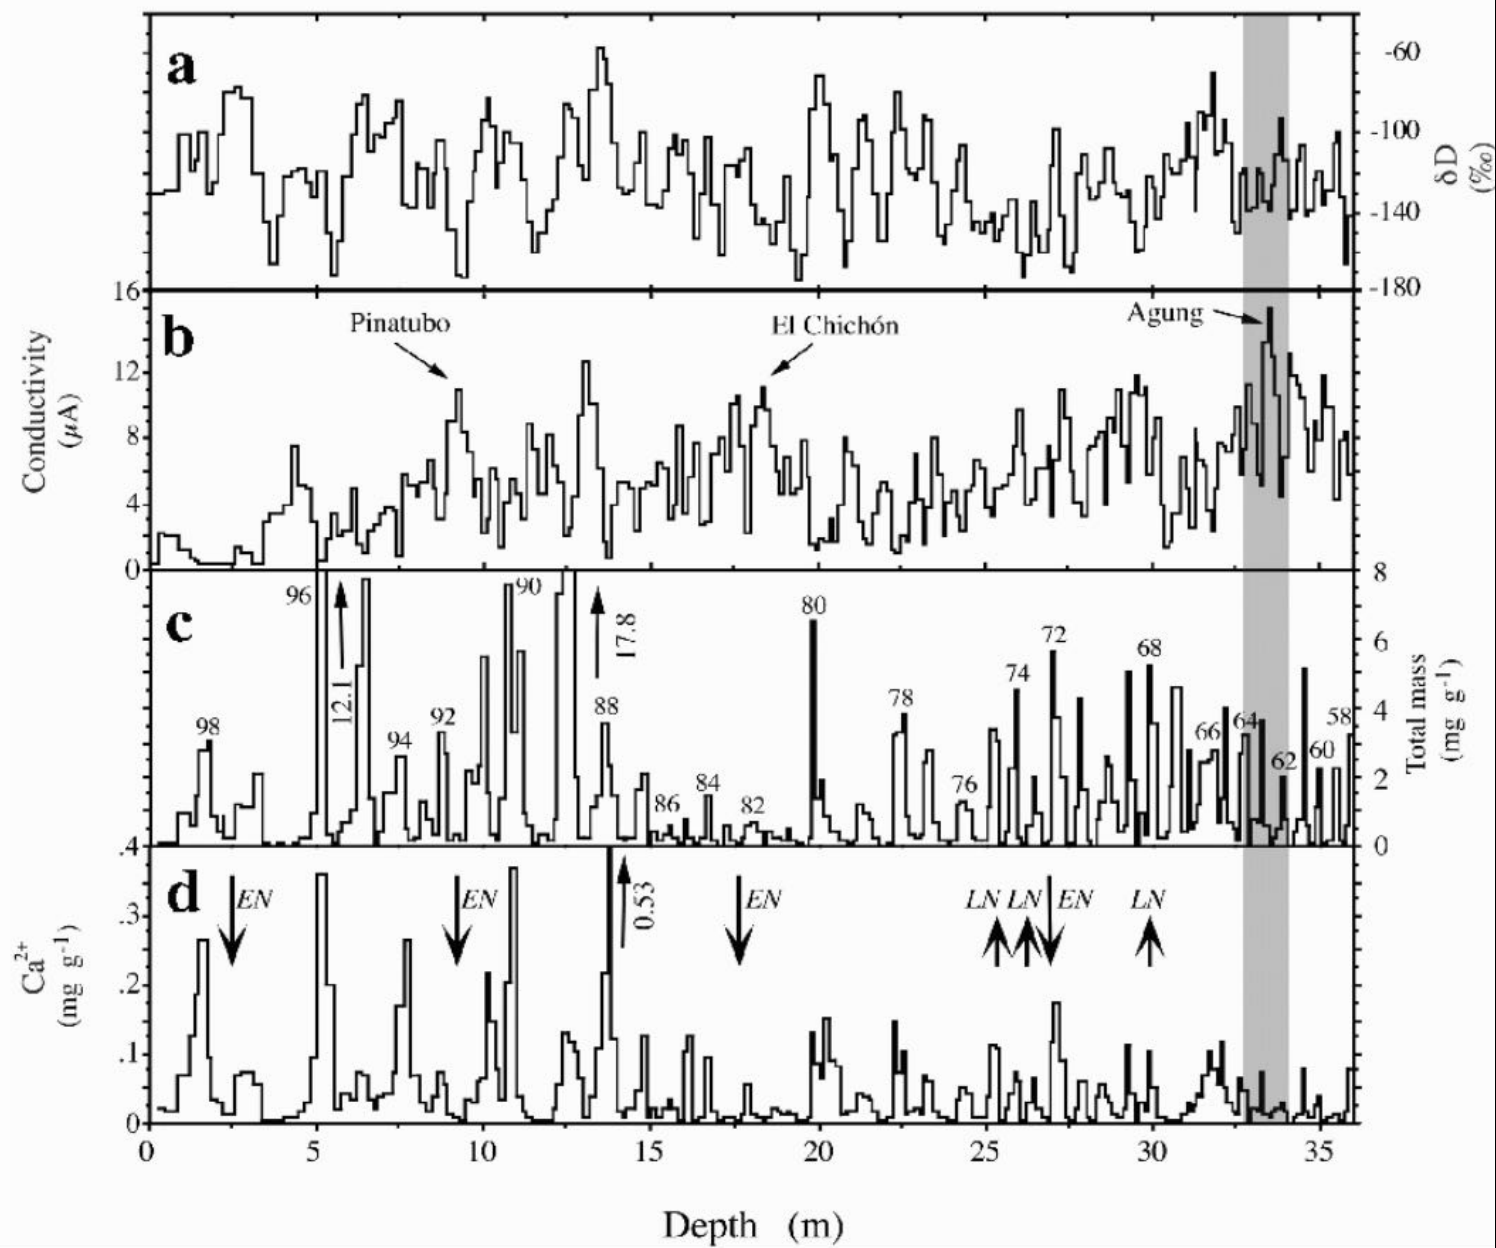 a
-60
-100
-140
-180
δD
(‰)
16
b
Pinatubo
El Chichón
Agung
12
8
4
0
Conductivity
(μA)
c
96
12.1
90
17.8
98
94
92
88
86
84
82
80
78
76
74
72
68
66
64
62
60
58
8
6
4
2
0
Total mass
(mg g-1)
d
.4
.3
.2
.1
0
Ca2+
(mg g-1)
EN
EN
0.53
EN
LN LN EN
LN
0 5 10 15 20 25 30 35
Depth (m)